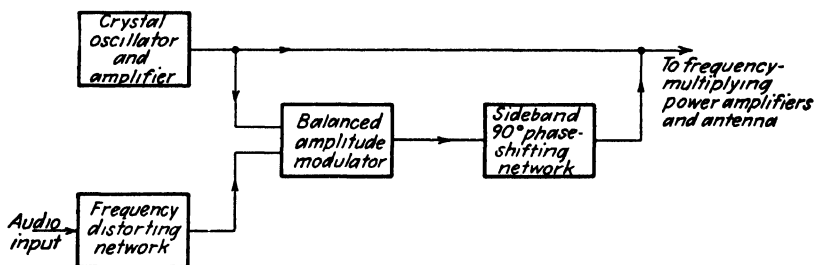 Crystal
oscillator
and
amplifier
To frequency-
multiplying
power amplifiers
and antenna
Balanced
amplitude
modulator
Sideband
90° phase-
shifting
network
Audio
input
Frequency
distorting
network